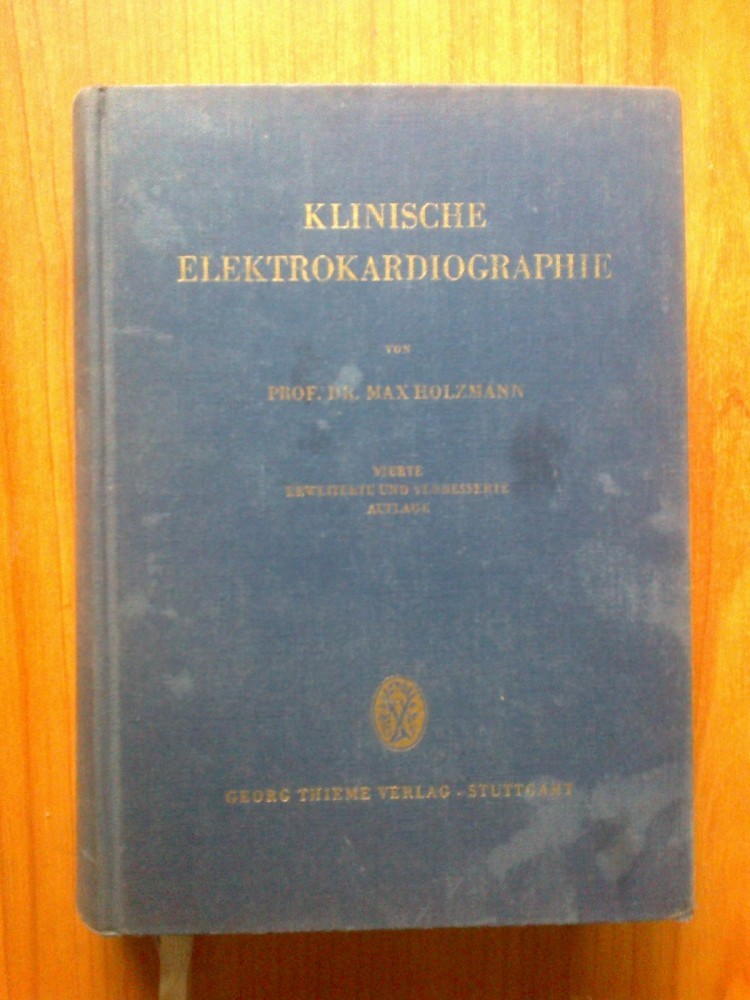 KLINISCHE
ELEKTROKARDIOGRAPHIE
VON
PROF. DR. MAX HOLZMANN
VIERTE
ERWEITERTE UND VERBESSERTE
AUFLAGE
GEORG THIEME VERLAG · STUTTGART